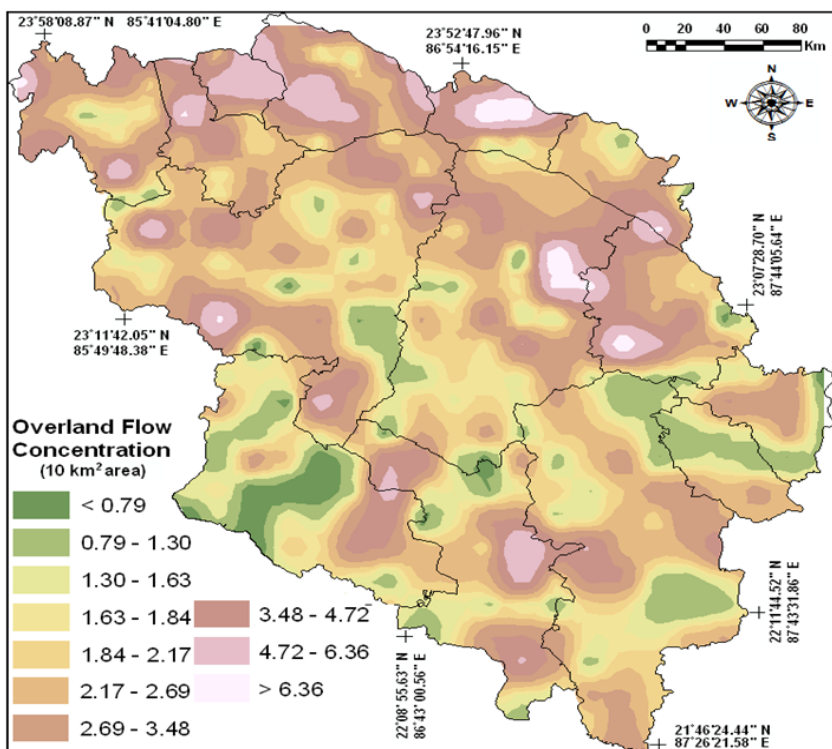 23°58'08.87" N 85°41'04.80" E
23°52'47.96" N
86°54'16.15" E
0 20 40 60 80
Km
N
W E
S
23°07'28.70" N
87°44'05.64" E
23°11'42.05" N
85°49'48.38" E
Overland Flow
Concentration
(10 km² area)
< 0.79
0.79 - 1.30
1.30 - 1.63
1.63 - 1.84
1.84 - 2.17
2.17 - 2.69
2.69 - 3.48
3.48 - 4.72
4.72 - 6.36
> 6.36
22°08'55.63" N
86°43'00.56" E
22°11'44.52" N
87°43'31.86" E
21°46'24.44" N
87°26'21.58" E